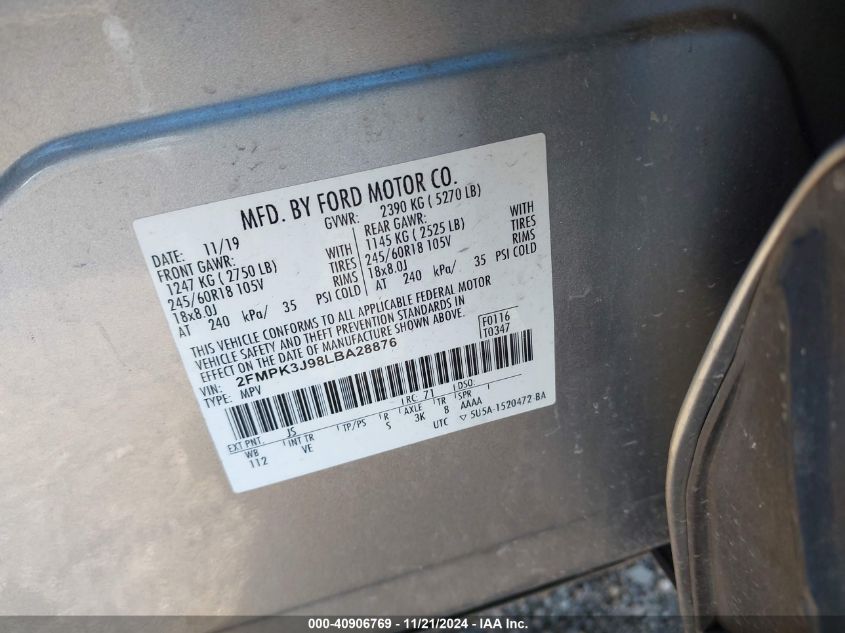 MFD. BY FORD MOTOR CO.
DATE: 11/19 GVWR: 2390 KG ( 5270 LB)
FRONT GAWR: REAR GAWR:
1247 KG ( 2750 LB) WITH 1145 KG ( 2525 LB) WITH
245/60R18 105V TIRES 245/60R18 105V TIRES
18x8.0J RIMS 18x8.0J RIMS
AT 240 kPa/ 35 PSI COLD AT 240 kPa/ 35 PSI COLD
THIS VEHICLE CONFORMS TO ALL APPLICABLE FEDERAL MOTOR
VEHICLE SAFETY AND THEFT PREVENTION STANDARDS IN
EFFECT ON THE DATE OF MANUFACTURE SHOWN ABOVE.
F0116
T0347
VIN: 2FMPK3J98LBA28876
TYPE: MPV
EXT PNT: JS RC: 71 DSO:
WB INT TR TP/PS R AXLE TR SPR
112 VE S 3K 8 AAAA
UTC ▽ 5U5A-1520472-BA
000-40906769 - 11/21/2024 - IAA, Inc.